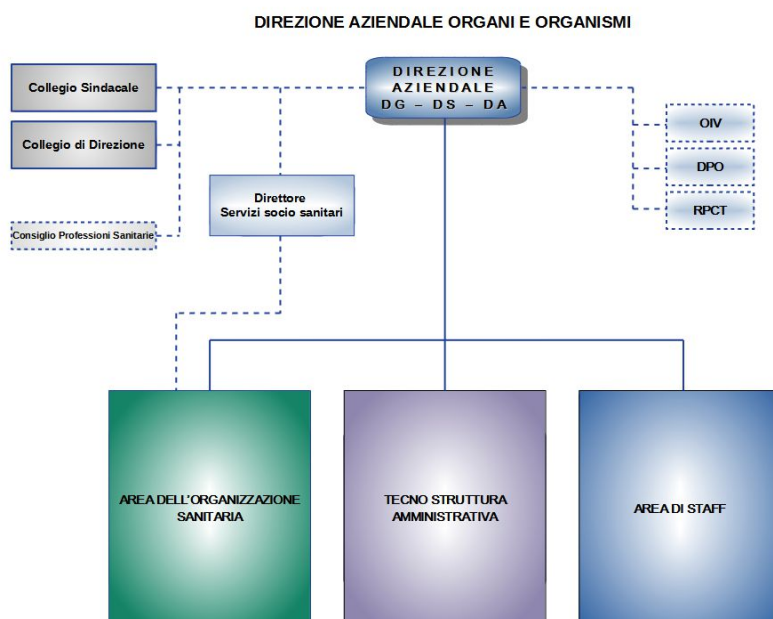 DIREZIONE AZIENDALE ORGANI E ORGANISMI
DIREZIONE
AZIENDALE
DG – DS – DA
Collegio Sindacale
Collegio di Direzione
Consiglio Professioni Sanitarie
Direttore
Servizi socio sanitari
OIV
DPO
RPCT
AREA DELL'ORGANIZZAZIONE
SANITARIA
TECNO STRUTTURA
AMMINISTRATIVA
AREA DI STAFF